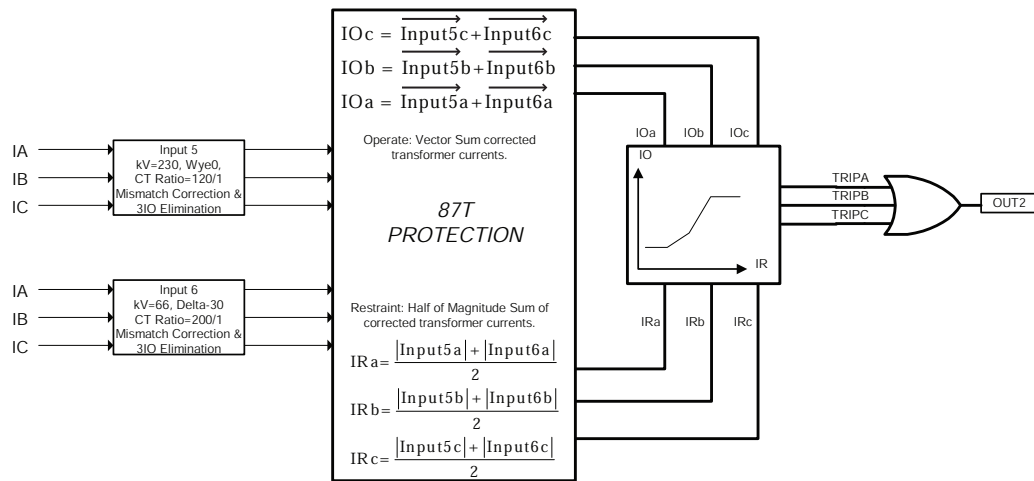 IOc = Input5c+Input6c
IOb = Input5b+Input6b
IOa = Input5a+Input6a
Operate: Vector Sum corrected
transformer currents.
87T
PROTECTION
Restraint: Half of Magnitude Sum of
corrected transformer currents.
IRa= |Input5a|+|Input6a|
2
IRb= |Input5b|+|Input6b|
2
IRc= |Input5c|+|Input6c|
2
IA
IB
IC
Input 5
kV=230, Wye0,
CT Ratio=120/1
Mismatch Correction &
3IO Elimination
IA
IB
IC
Input 6
kV=66, Delta-30
CT Ratio=200/1
Mismatch Correction &
3IO Elimination
IOa IOb IOc
IO
IR
IRa IRb IRc
TRIPA
TRIPB
TRIPC
OUT2